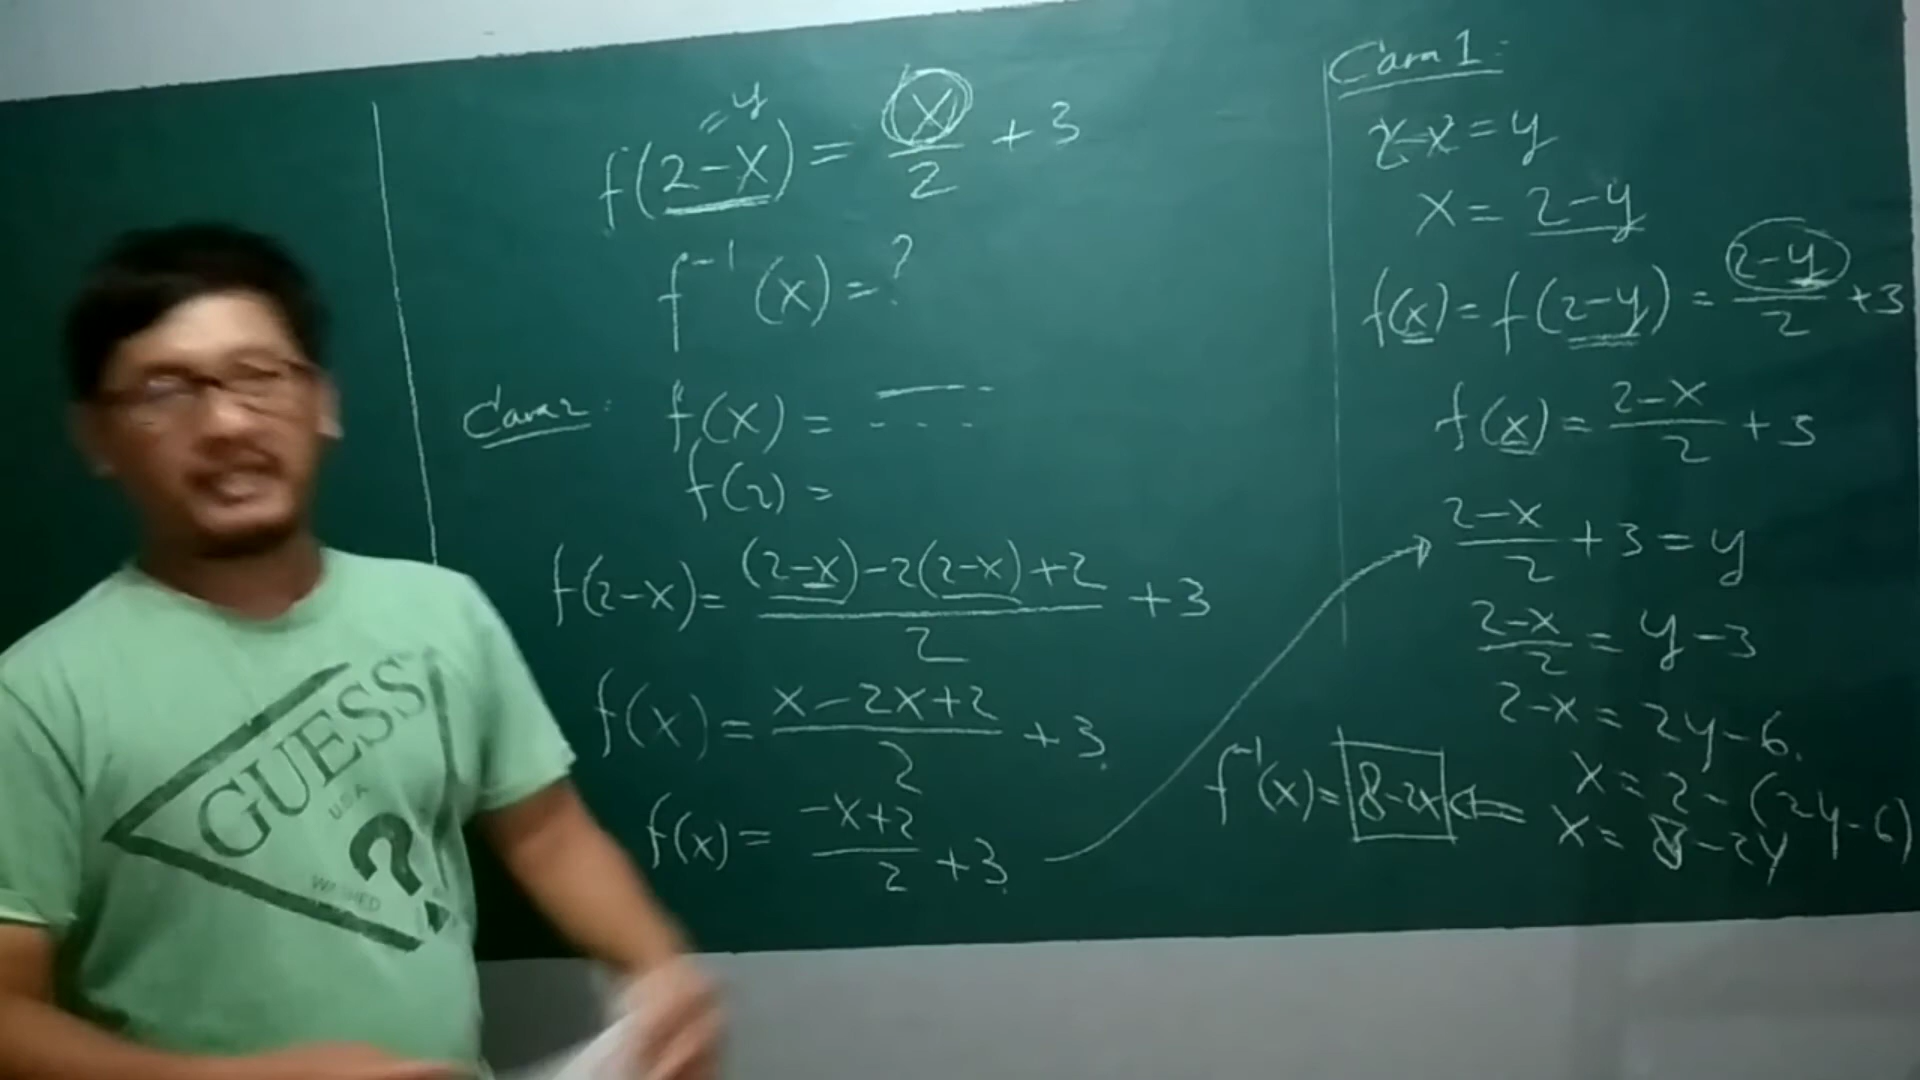 = y
f(2-x) = x/2 + 3
f⁻¹(x) = ?
Cara 2: f(x) = ----
f(2) =
f(2-x) = ((2-x)-2(2-x)+2)/2 + 3
f(x) = (x-2x+2)/2 + 3
f(x) = (-x+2)/2 + 3
Cara 1:
2-x = y
x = 2-y
f(x) = f(2-y) = (2-y)/2 + 3
f(x) = (2-x)/2 + 3
(2-x)/2 + 3 = y
(2-x)/2 = y-3
2-x = 2y-6
x = 2-(2y-6)
x = 8-2y
f⁻¹(x) = 8-2x
GUESS
USA
?